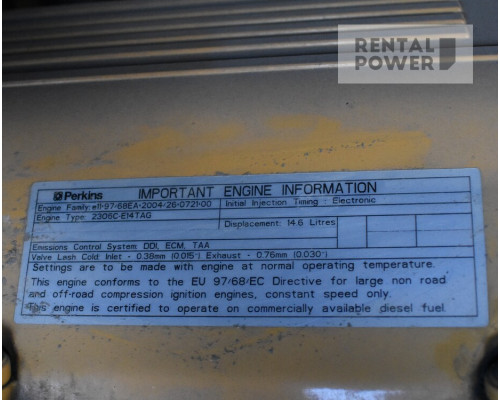 RENTAL
POWER
Perkins IMPORTANT ENGINE INFORMATION
Engine Family: e11-97-68EA-2004-26-0721-00 Initial Injection Timing - Electronic
Engine Type: 2306C-E14TAG
Displacement: 14.6 Litres
Emissions Control System: DDI, ECM, TAA
Valve Lash Cold Inlet - 0.38mm (0.015") Exhaust - 0.76mm (0.030")
Settings are to be made with engine at normal operating temperature.
This engine conforms to the EU 97/68/EC Directive for large non road
and off-road compression ignition engines, constant speed only.
This engine is certified to operate on commercially available diesel fuel.